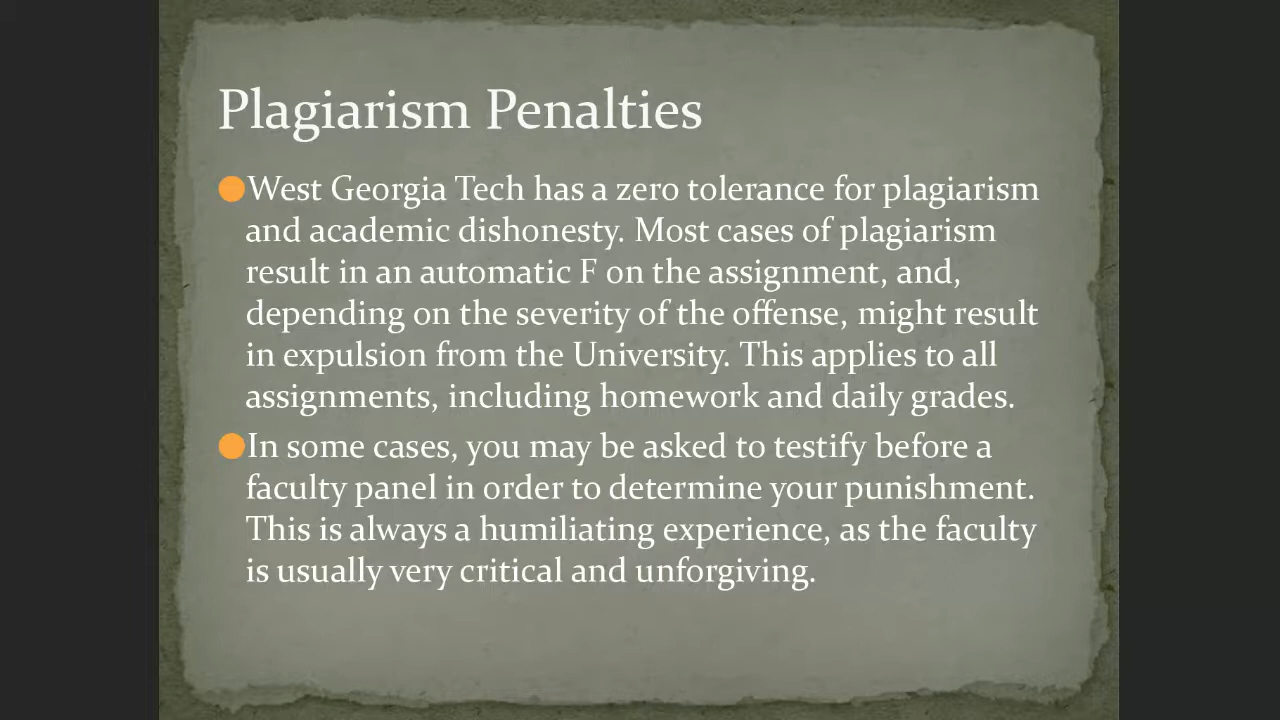 Plagiarism Penalties
West Georgia Tech has a zero tolerance for plagiarism
and academic dishonesty. Most cases of plagiarism
result in an automatic F on the assignment, and,
depending on the severity of the offense, might result
in expulsion from the University. This applies to all
assignments, including homework and daily grades.
In some cases, you may be asked to testify before a
faculty panel in order to determine your punishment.
This is always a humiliating experience, as the faculty
is usually very critical and unforgiving.